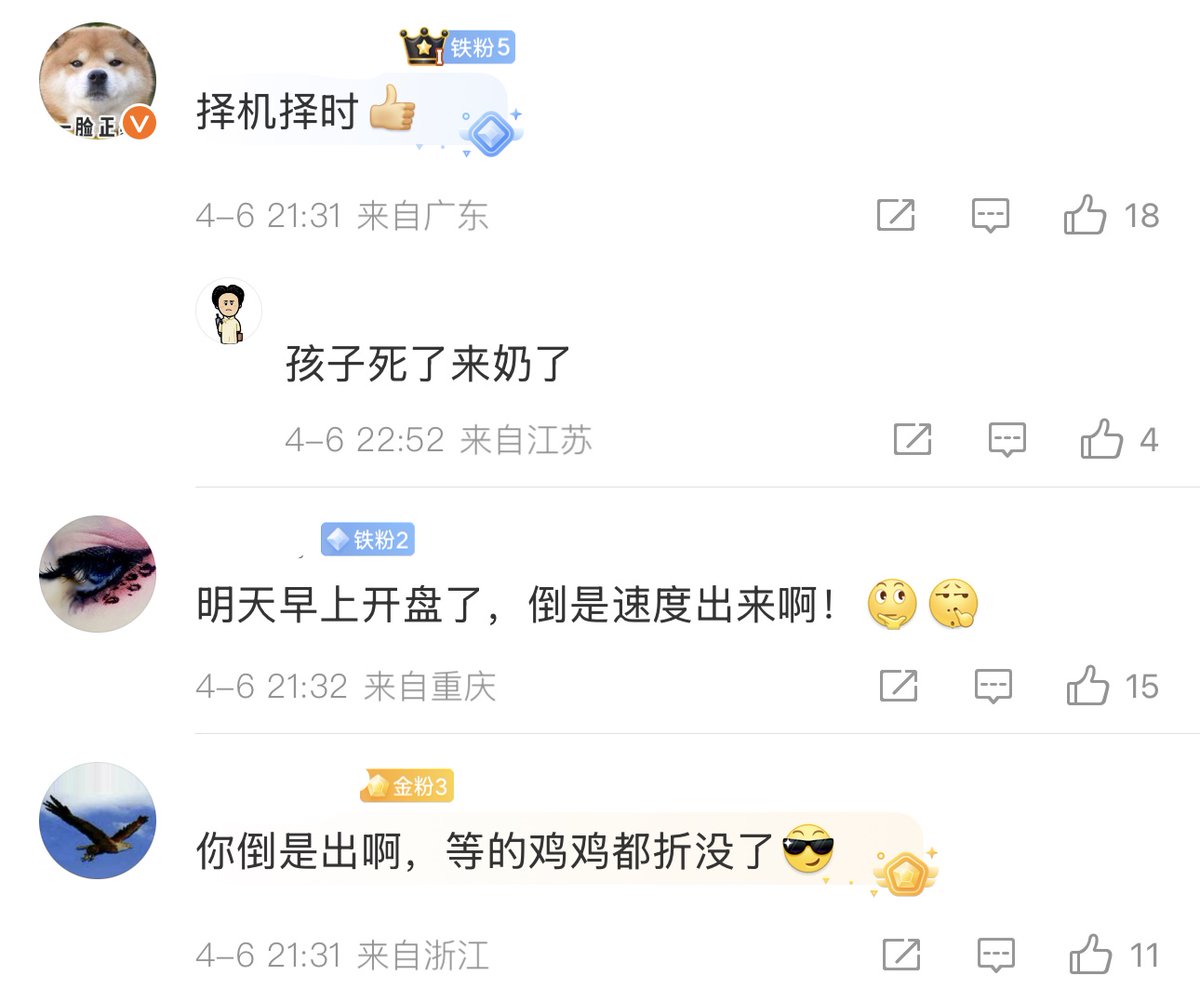 铁粉5
择机择时
一脸正
4-6 21:31 来自广东
18
孩子死了来奶了
4-6 22:52 来自江苏
4
铁粉2
明天早上开盘了，倒是速度出来啊！
4-6 21:32 来自重庆
15
金粉3
你倒是出啊，等的鸡鸡都折没了
4-6 21:31 来自浙江
11